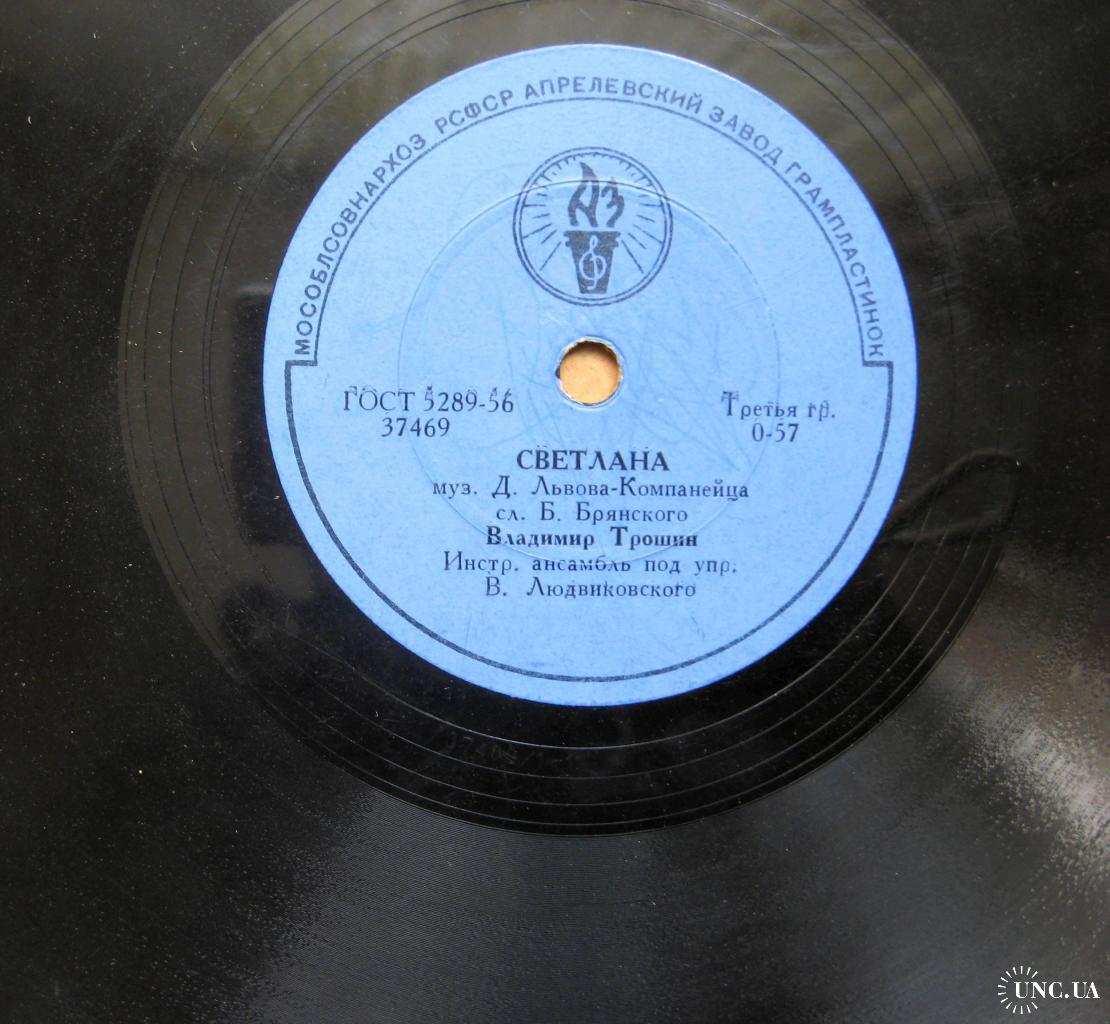 МОСОБЛСОВНАРХОЗ РСФСР АПРЕЛЕВСКИЙ ЗАВОД ГРАМПЛАСТИНОК
АЗ
ГОСТ 5289-56
37469
Третья гр.
0-57
СВЕТЛАНА
муз. Д. Львова-Компанейца
сл. Б. Брянского
Владимир Трошин
Инстр. ансамбль под упр.
В. Людвиковского
UNC.UA